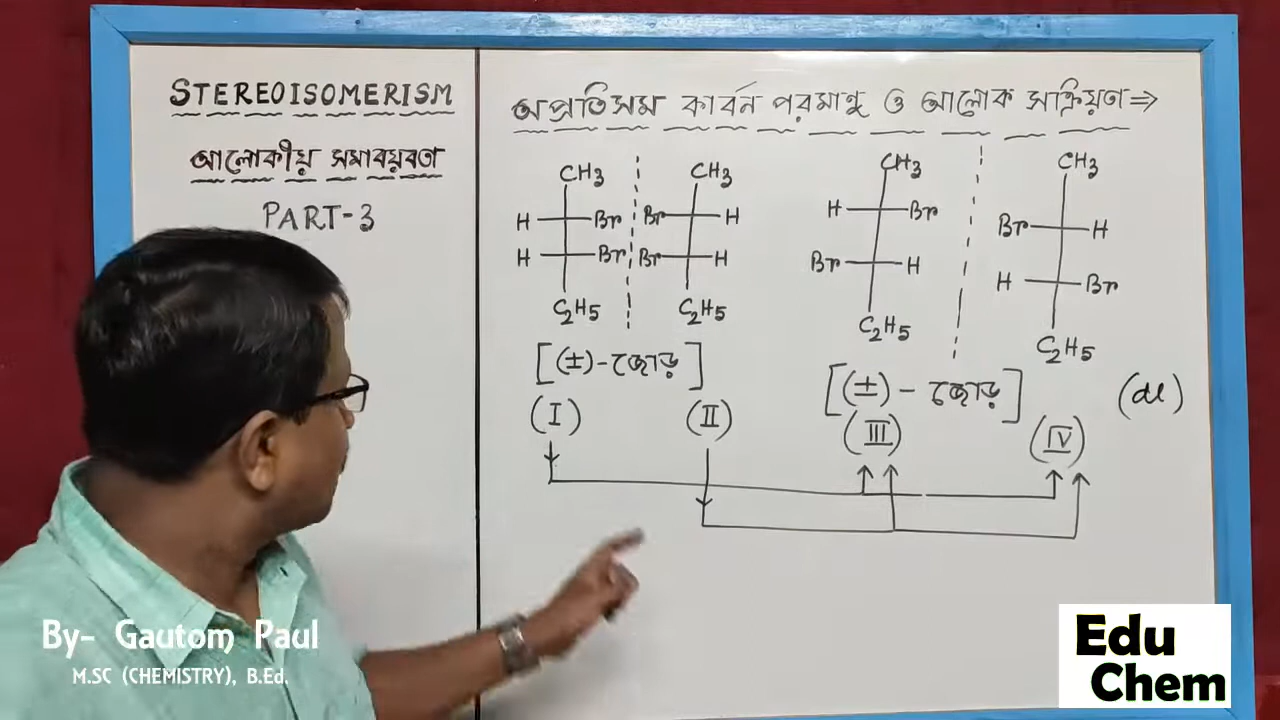 STEREOISOMERISM
আলোকীয় সমাবয়বতা
PART-3
অপ্রতিসম কার্বন পরমাণু ও আলোক সক্রিয়তা⇒
CH3 CH3 CH3 CH3
H Br Br H H Br Br H
H Br Br H Br H H Br
C2H5 C2H5 C2H5 C2H5
[(±)-জোড়] [(±) - জোড়] (dl)
(I) (II) (III) (IV)
By- Gautom Paul
M.SC (CHEMISTRY), B.Ed.
Edu
Chem